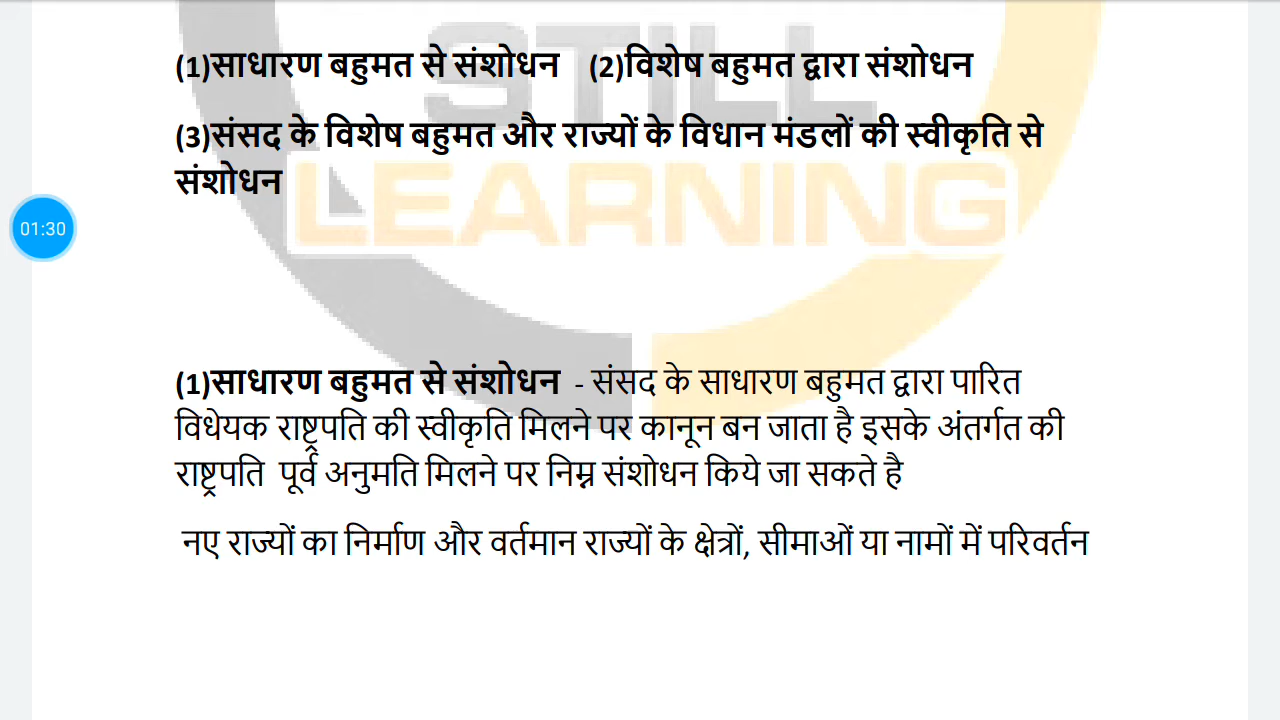 STILL
LEARNING
(1)साधारण बहुमत से संशोधन (2)विशेष बहुमत द्वारा संशोधन
(3)संसद के विशेष बहुमत और राज्यों के विधान मंडलों की स्वीकृति से
संशोधन
01:30
(1)साधारण बहुमत से संशोधन - संसद के साधारण बहुमत द्वारा पारित
विधेयक राष्ट्रपति की स्वीकृति मिलने पर कानून बन जाता है इसके अंतर्गत की
राष्ट्रपति पूर्व अनुमति मिलने पर निम्न संशोधन किये जा सकते है
नए राज्यों का निर्माण और वर्तमान राज्यों के क्षेत्रों, सीमाओं या नामों में परिवर्तन